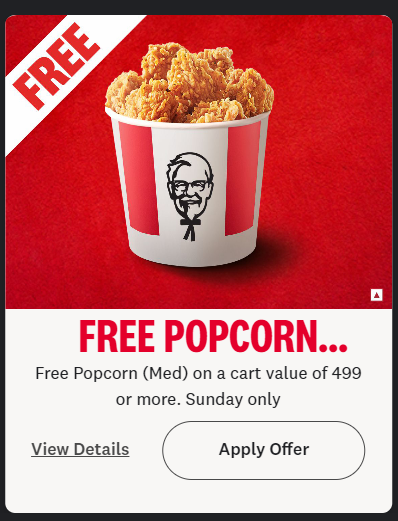 FREE
FREE POPCORN...
Free Popcorn (Med) on a cart value of 499
or more. Sunday only
View Details
Apply Offer